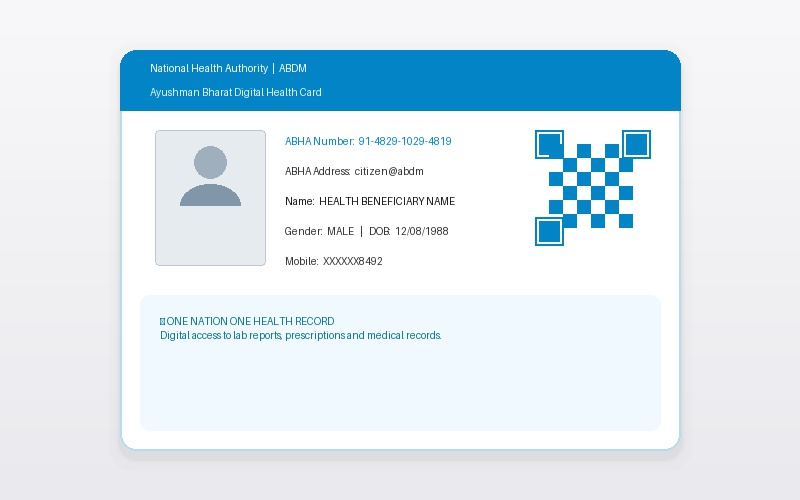 National Health Authority | ABDM
Ayushman Bharat Digital Health Card
ABHA Number: 91-4829-1029-4819
ABHA Address: citizen@abdm
Name: HEALTH BENEFICIARY NAME
Gender: MALE | DOB: 12/08/1988
Mobile: XXXXXX8492
ONE NATION ONE HEALTH RECORD
Digital access to lab reports, prescriptions and medical records.